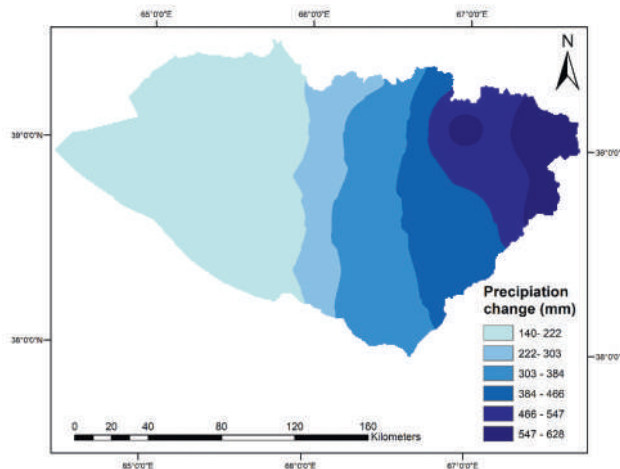 65°0'0"E 66°0'0"E 67°0'0"E
N
39°0'0"N 39°0'0"N
Precipiation
change (mm)
140- 222
222- 303
303 - 384
384 - 466
466 - 547
547 - 628
38°0'0"N 38°0'0"N
0 20 40 80 120 160
Kilometers
65°0'0"E 66°0'0"E 67°0'0"E